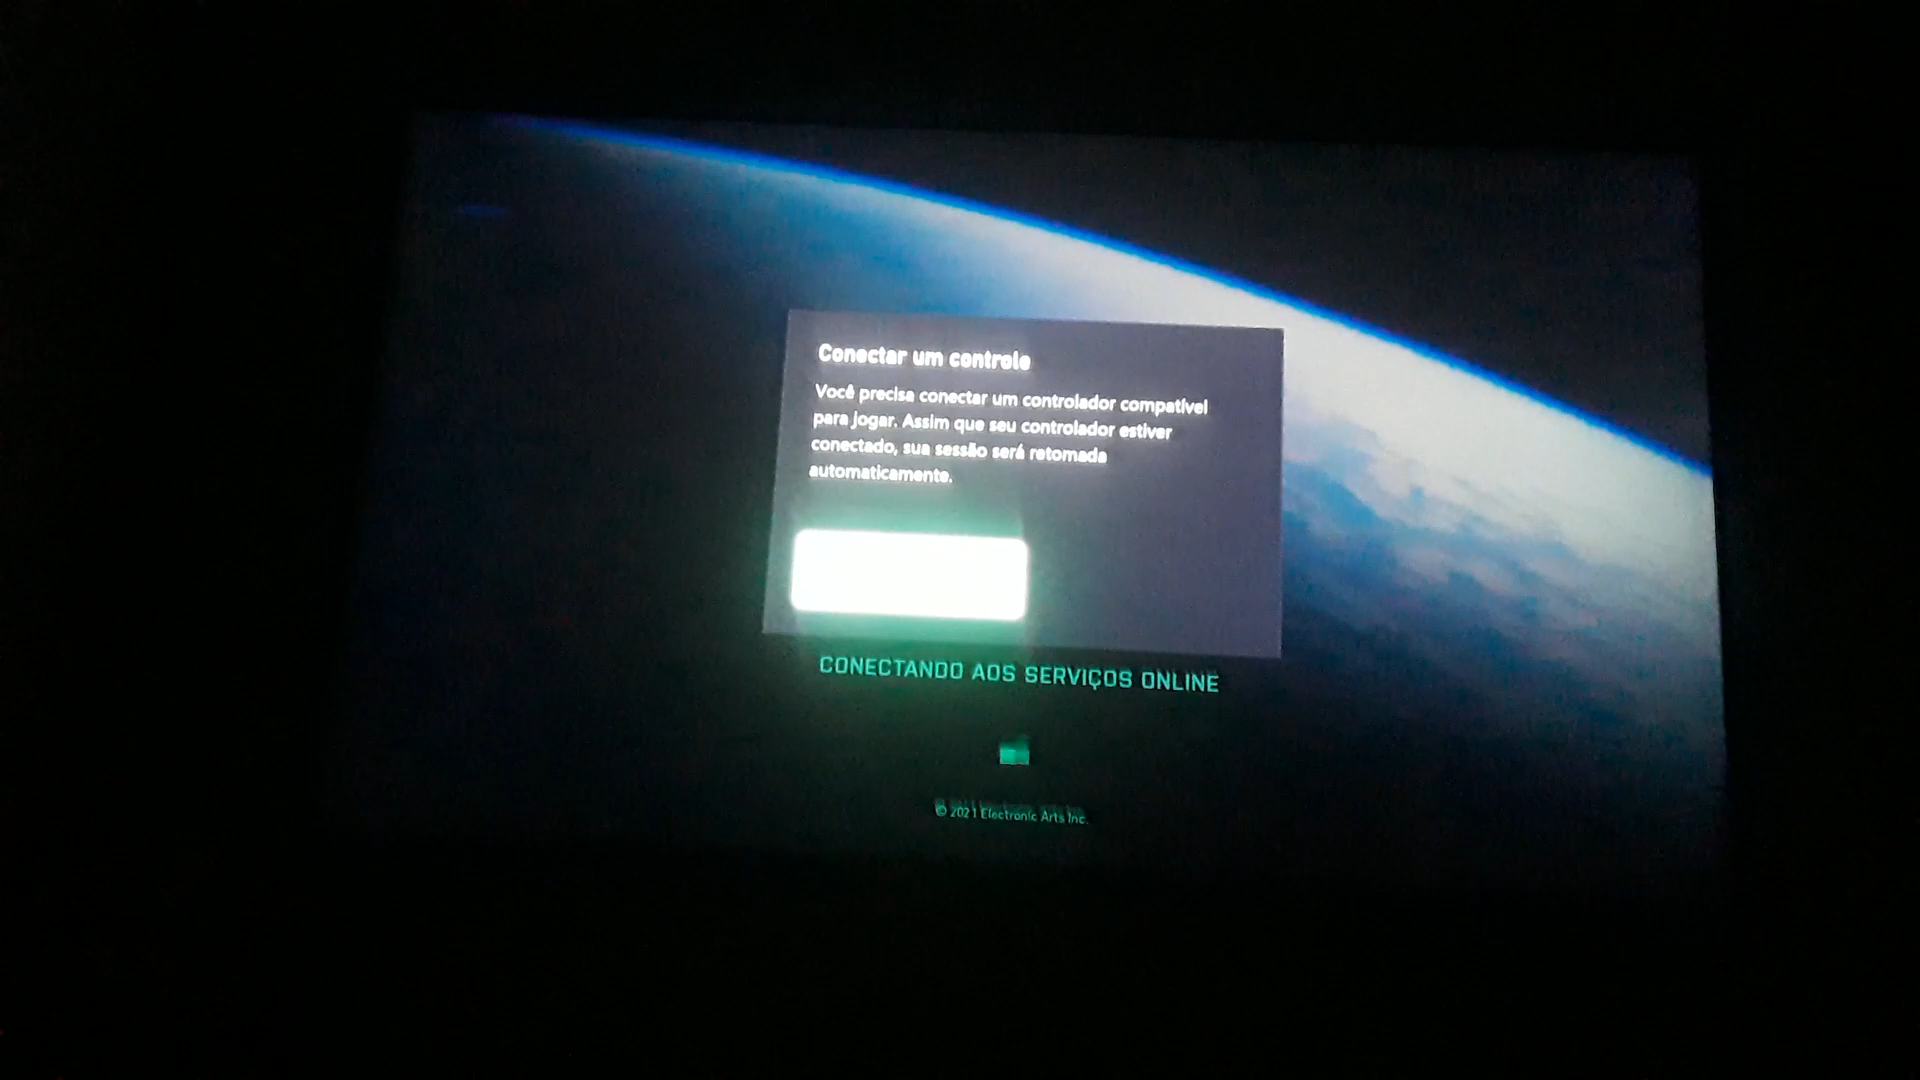 Conectar um controle
Você precisa conectar um controlador compatível
para jogar. Assim que seu controlador estiver
conectado, sua sessão será retomada
automaticamente.
CONECTANDO AOS SERVIÇOS ONLINE
© 2021 Electronic Arts Inc.